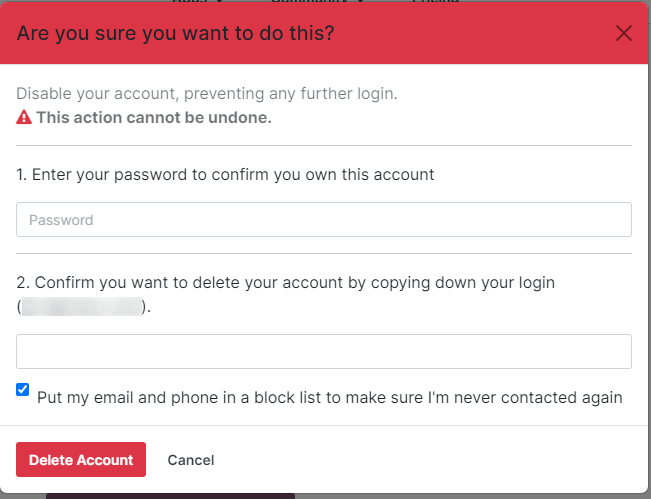 Are you sure you want to do this?
Disable your account, preventing any further login.
This action cannot be undone.
1. Enter your password to confirm you own this account
Password
2. Confirm you want to delete your account by copying down your login
( ).
Put my email and phone in a block list to make sure I'm never contacted again
Delete Account Cancel